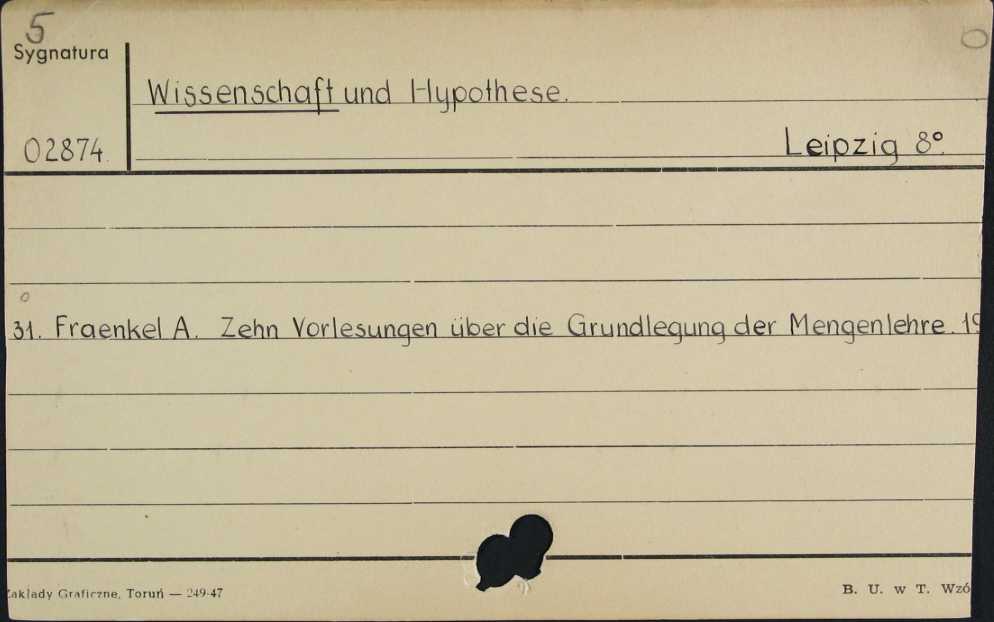 5
Sygnatura
Wissenschaft und Hypothese.
02874
Leipzig 8°.
31. Fraenkel A. Zehn Vorlesungen über die Grundlegung der Mengenlehre. 19
Zakłady Graficzne, Toruń — 249-47
B. U. w T. Wzó